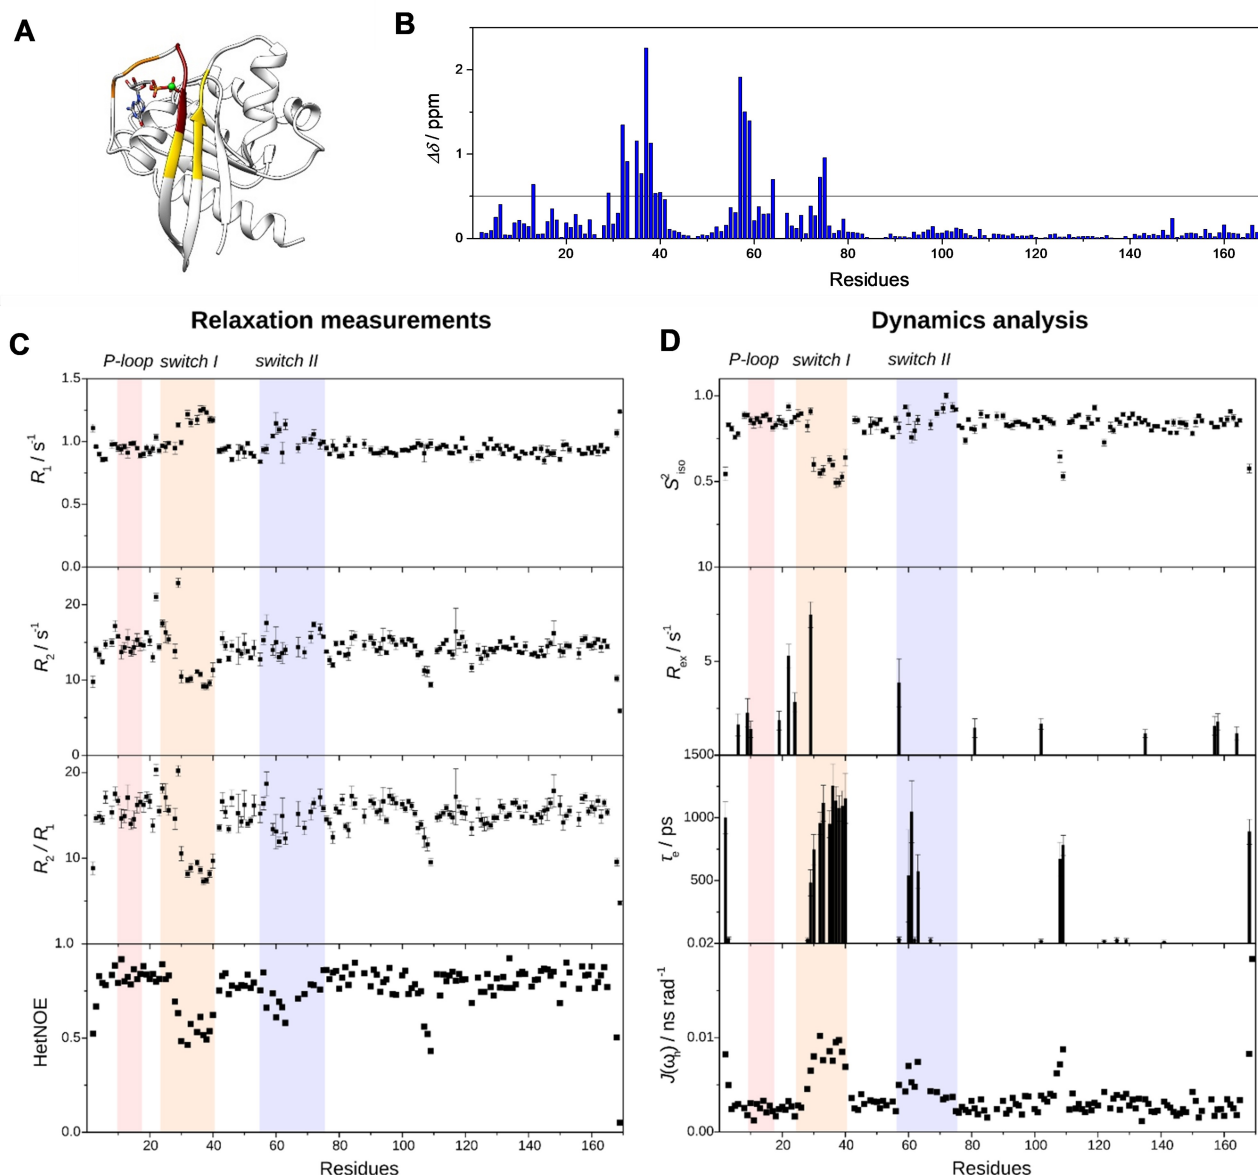 A
B
Δδ / ppm
2
1
0
20
40
60
80
100
120
140
160
Residues
Relaxation measurements
Dynamics analysis
C
D
P-loop switch I switch II
P-loop switch I switch II
R1 / s-1
1.5
1.0
0.5
0.0
R2 / s-1
20
10
0
R2 / R1
20
10
1.0
HetNOE
0.5
0.0
20 40 60 80 100 120 140 160
Residues
S2iso
1.0
0.5
10
Rex / s-1
5
1500
τe / ps
1000
500
0.02
J(ωh) / ns rad-1
0.01
0.00
20 40 60 80 100 120 140 160
Residues